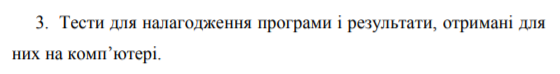 3. Тести для налагодження програми і результати, отримані для
них на комп’ютері.